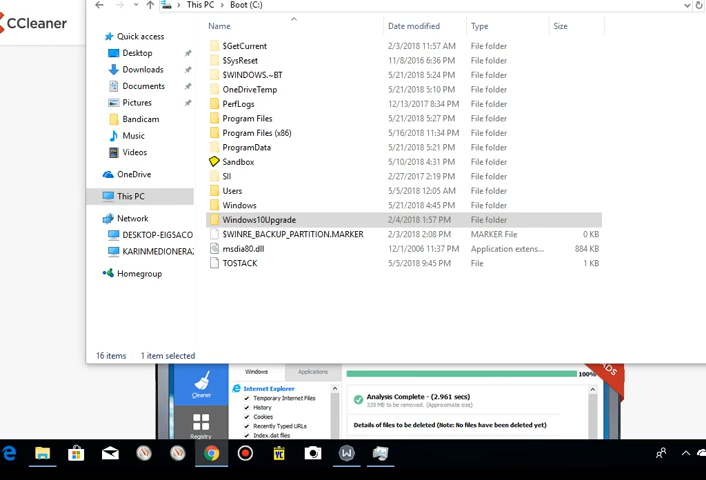 CCleaner
This PC > Boot (C:)
Name Date modified Type Size
Quick access
Desktop
Downloads
Documents
Pictures
Bandicam
Music
Videos
OneDrive
This PC
Network
DESKTOP-EIG5ACO
KARINMEDIONERAZ
Homegroup
$GetCurrent 2/3/2018 11:57 AM File folder
$SysReset 11/8/2016 6:36 PM File folder
$WINDOWS.~BT 5/21/2018 5:24 PM File folder
OneDriveTemp 5/21/2018 5:10 PM File folder
PerfLogs 12/13/2017 8:34 PM File folder
Program Files 5/21/2018 5:27 PM File folder
Program Files (x86) 5/16/2018 11:34 PM File folder
ProgramData 5/21/2018 5:21 PM File folder
Sandbox 5/10/2018 4:31 PM File folder
SII 2/27/2017 2:19 PM File folder
Users 5/5/2018 12:05 AM File folder
Windows 5/21/2018 4:45 PM File folder
Windows10Upgrade 2/4/2018 1:57 PM File folder
$WINRE_BACKUP_PARTITION.MARKER 2/3/2018 2:08 PM MARKER File 0 KB
msdia80.dll 12/1/2006 11:37 PM Application extens... 884 KB
TOSTACK 5/5/2018 9:45 PM File 1 KB
16 items 1 item selected
Cleaner
Registry
Windows Applications
Internet Explorer
Temporary Internet Files
History
Cookies
Recently Typed URLs
Index.dat files
100%
Analysis Complete - (2.961 secs)
339 MB to be removed. (Approximate size)
Details of files to be deleted (Note: No files have been deleted yet)
ADS